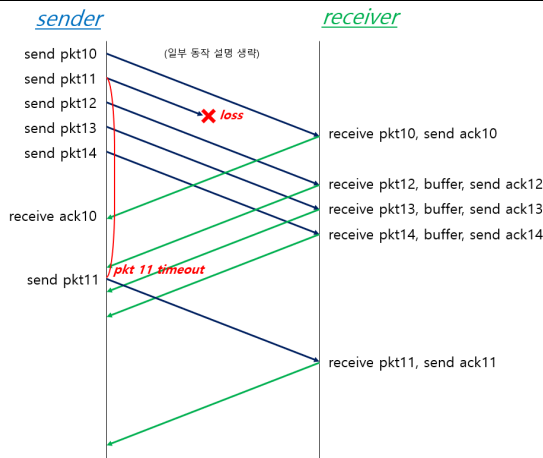 sender
receiver
send pkt10
(일부 동작 설명 생략)
send pkt11
loss
send pkt12
send pkt13
receive pkt10, send ack10
send pkt14
receive pkt12, buffer, send ack12
receive pkt13, buffer, send ack13
receive ack10
receive pkt14, buffer, send ack14
pkt 11 timeout
send pkt11
receive pkt11, send ack11